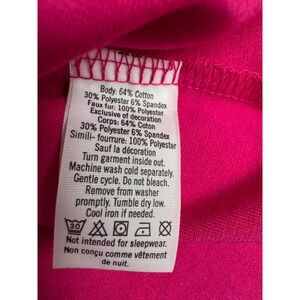 Body: 64% Cotton
30% Polyester 6% Spandex
Faux fur: 100% Polyester
Exclusive of decoration
Corps: 64% Coton
30% Polyester 6% Spandex
Simili- fourrure: 100% Polyester
Sauf la décoration
Turn garment inside out.
Machine wash cold separately.
Gentle cycle. Do not bleach.
Remove from washer
promptly. Tumble dry low.
Cool iron if needed.
30
Not intended for sleepwear.
Non conçu comme vêtement
de nuit.